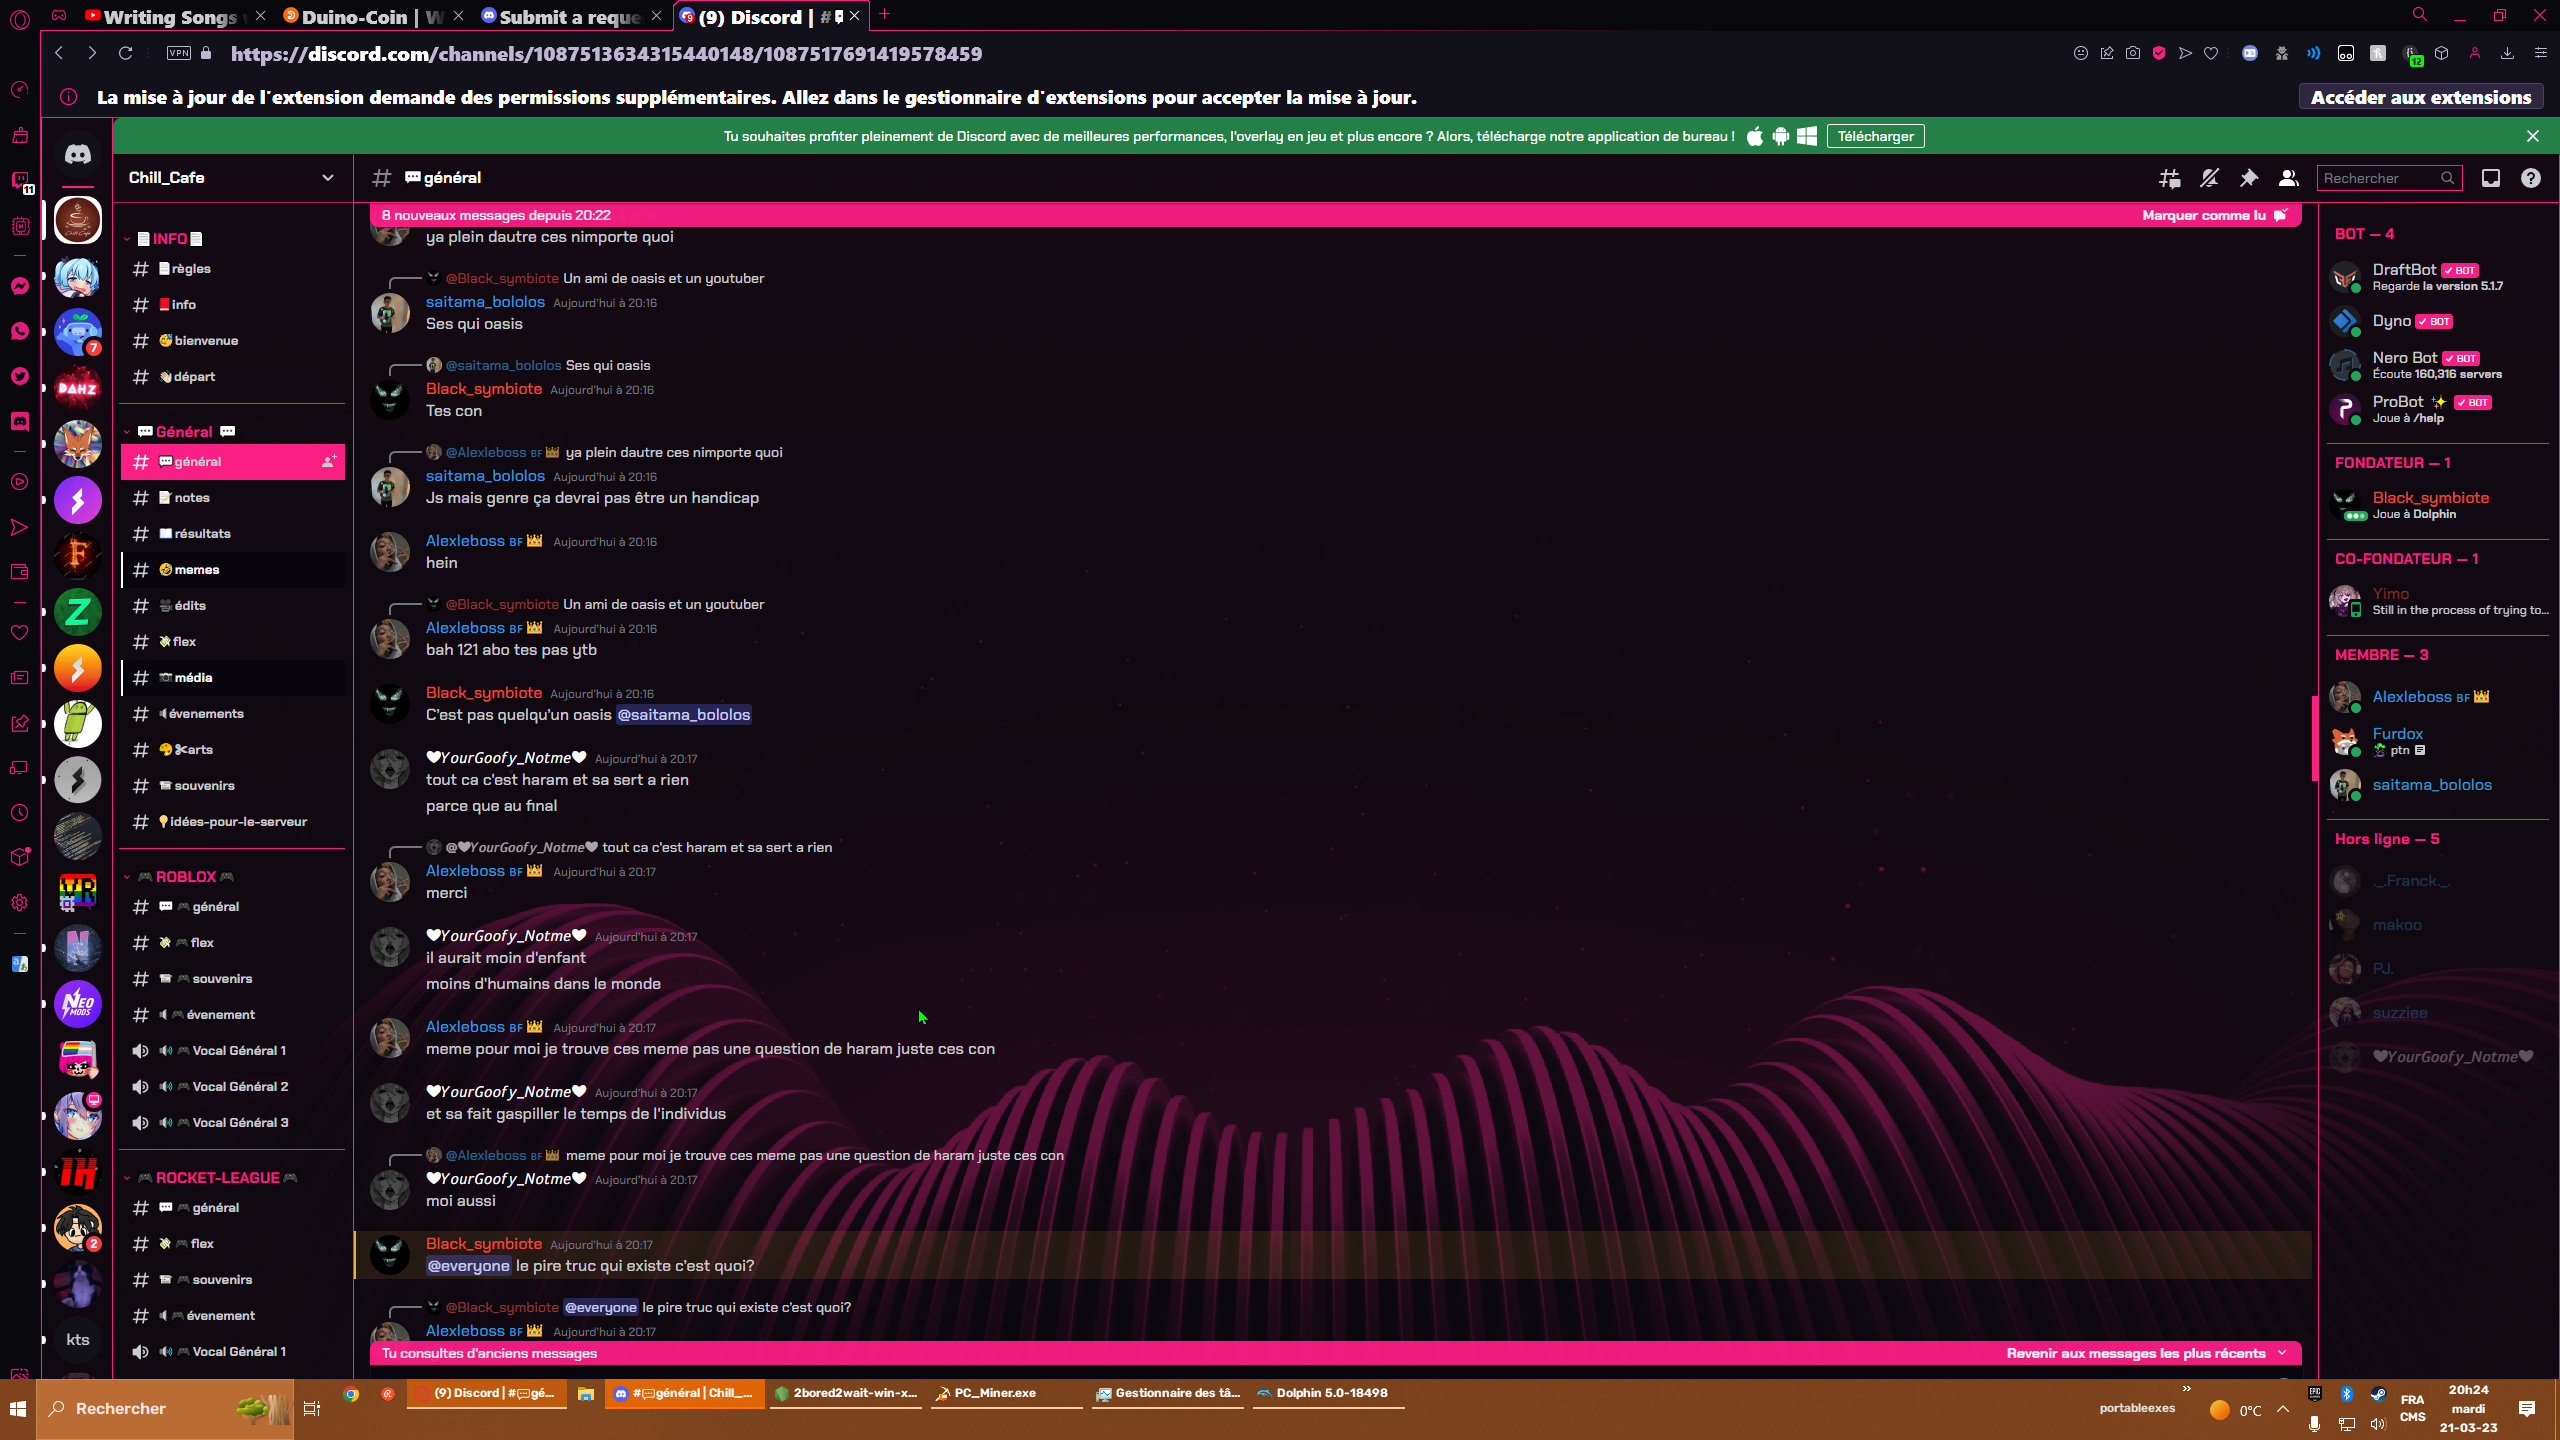 Writing Songs
Duino-Coin | W
Submit a reque
(9) Discord | #
VPN
https://discord.com/channels/1087513634315440148/1087517691419578459
12
La mise à jour de l'extension demande des permissions supplémentaires. Allez dans le gestionnaire d'extensions pour accepter la mise à jour.
Accéder aux extensions
Tu souhaites profiter pleinement de Discord avec de meilleures performances, l'overlay en jeu et plus encore ? Alors, télécharge notre application de bureau !
Télécharger
11
7
DAHZ
F
Z
NEO
MODS
2
kts
Chill_Cafe
📄INFO📄
📄règles
📕info
🥳bienvenue
👋🏻départ
💬 Général 💬
💬général
📝notes
📖résultats
🤣memes
🎥édits
💸flex
📷média
📢évenements
🎨✂arts
📨souvenirs
💡idées-pour-le-serveur
🎮ROBLOX🎮
💬🎮général
💸🎮flex
📨🎮souvenirs
📢🎮évenement
🔊🎮Vocal Général 1
🔊🎮Vocal Général 2
🔊🎮Vocal Général 3
🎮ROCKET-LEAGUE🎮
💬🎮général
💸🎮flex
📨🎮souvenirs
📢🎮évenement
🔊🎮Vocal Général 1
💬général
Rechercher
8 nouveaux messages depuis 20:22
Marquer comme lu
ya plein dautre ces nimporte quoi
@Black_symbiote Un ami de oasis et un youtuber
saitama_bololos Aujourd'hui à 20:16
Ses qui oasis
@saitama_bololos Ses qui oasis
Black_symbiote Aujourd'hui à 20:16
Tes con
@Alexleboss BF 👑 ya plein dautre ces nimporte quoi
saitama_bololos Aujourd'hui à 20:16
Js mais genre ça devrai pas être un handicap
Alexleboss BF 👑 Aujourd'hui à 20:16
hein
@Black_symbiote Un ami de oasis et un youtuber
Alexleboss BF 👑 Aujourd'hui à 20:16
bah 121 abo tes pas ytb
Black_symbiote Aujourd'hui à 20:16
C'est pas quelqu'un oasis @saitama_bololos
🤍YourGoofy_Notme🤍 Aujourd'hui à 20:17
tout ca c'est haram et sa sert a rien
parce que au final
@🤍YourGoofy_Notme🤍 tout ca c'est haram et sa sert a rien
Alexleboss BF 👑 Aujourd'hui à 20:17
merci
🤍YourGoofy_Notme🤍 Aujourd'hui à 20:17
il aurait moin d'enfant
moins d'humains dans le monde
Alexleboss BF 👑 Aujourd'hui à 20:17
meme pour moi je trouve ces meme pas une question de haram juste ces con
🤍YourGoofy_Notme🤍 Aujourd'hui à 20:17
et sa fait gaspiller le temps de l'individus
@Alexleboss BF 👑 meme pour moi je trouve ces meme pas une question de haram juste ces con
🤍YourGoofy_Notme🤍 Aujourd'hui à 20:17
moi aussi
Black_symbiote Aujourd'hui à 20:17
@everyone le pire truc qui existe c'est quoi?
@Black_symbiote @everyone le pire truc qui existe c'est quoi?
Alexleboss BF 👑 Aujourd'hui à 20:17
Tu consultes d'anciens messages
Revenir aux messages les plus récents
BOT — 4
DraftBot ✓ BOT
Regarde la version 5.1.7
Dyno ✓ BOT
Nero Bot ✓ BOT
Écoute 160,316 servers
ProBot ✨ ✓ BOT
Joue à /help
FONDATEUR — 1
Black_symbiote
Joue à Dolphin
CO-FONDATEUR — 1
Yimo
Still in the process of trying to...
MEMBRE — 3
Alexleboss BF 👑
Furdox
ptn
saitama_bololos
Hors ligne — 5
._.Franck._.
makoo
PJ.
suzziee
🤍YourGoofy_Notme🤍
Rechercher
(9) Discord | #💬gé...
#💬général | Chill_...
2bored2wait-win-x...
PC_Miner.exe
Gestionnaire des tâ...
Dolphin 5.0-18498
portableexes
0°C
FRA
CMS
20h24
mardi
21-03-23